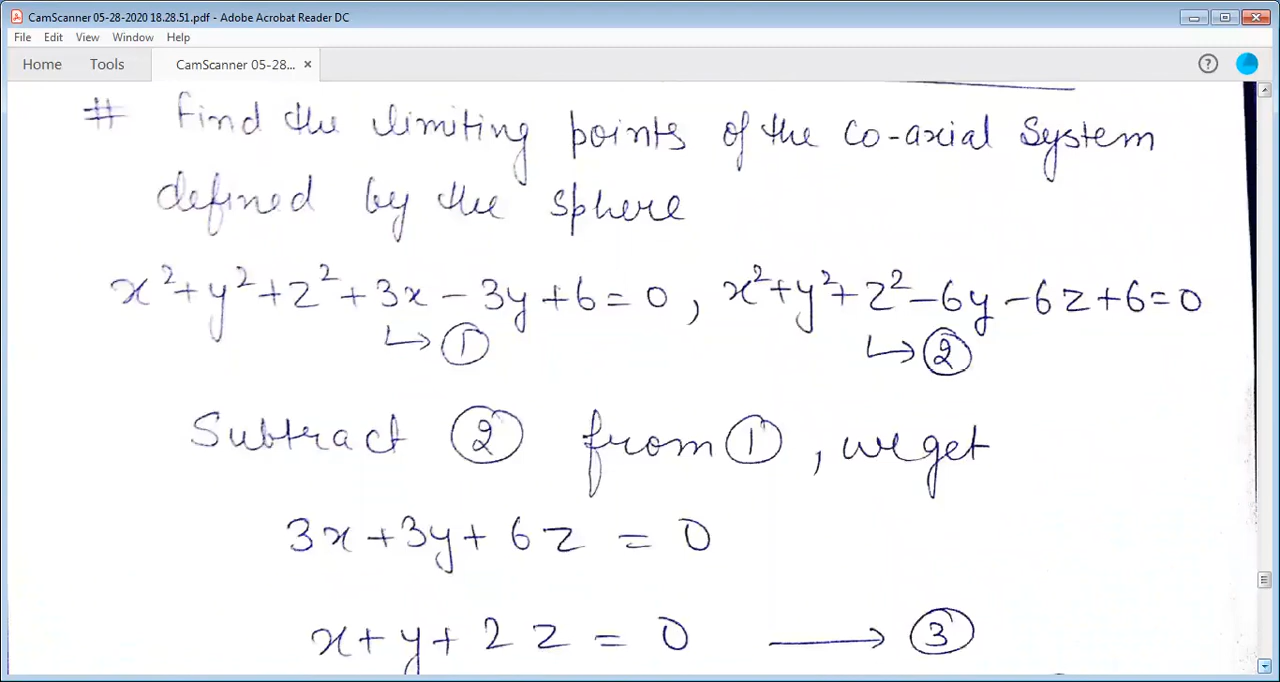 CamScanner 05-28-2020 18.28.51.pdf - Adobe Acrobat Reader DC
File Edit View Window Help
Home Tools CamScanner 05-28... ×
# Find the limiting points of the co-axial System
defined by the sphere
x²+y²+z²+3x-3y+6=0, x²+y²+z²-6y-6z+6=0
↳ ① ↳ ②
Subtract ② from ①, we get
3x+3y+6z = 0
x+y+2z = 0 → ③